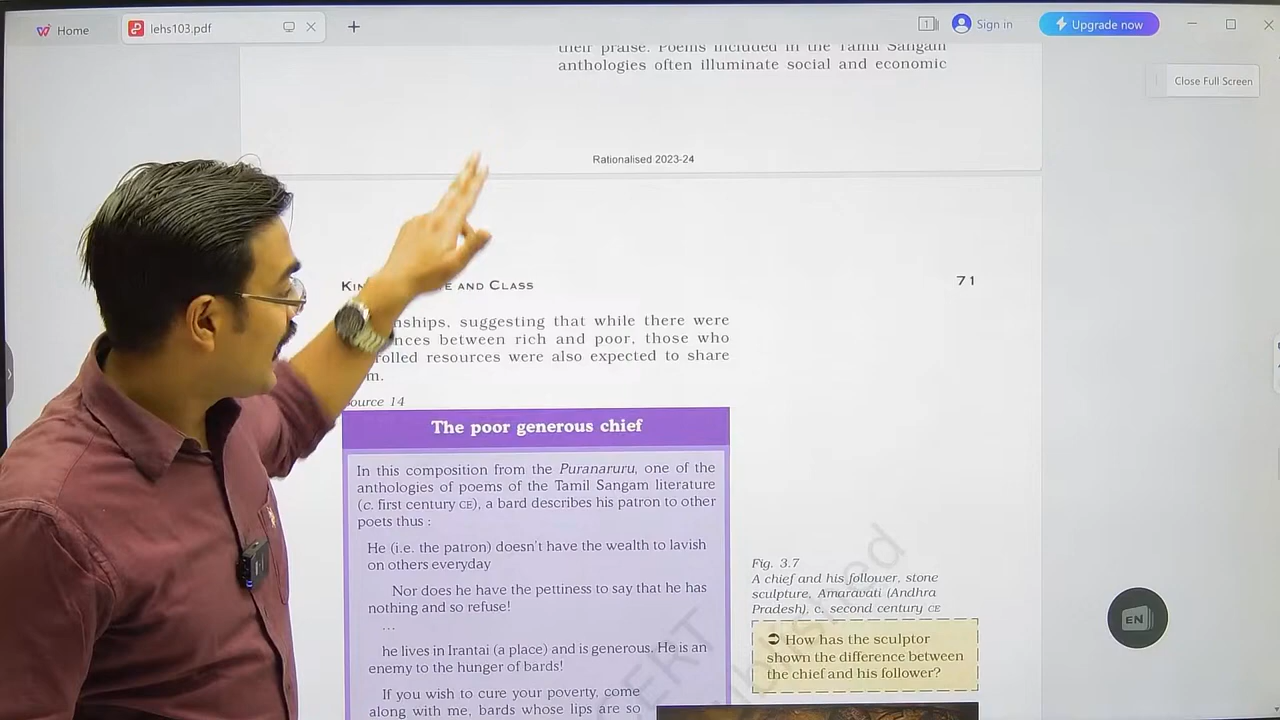 Home
lehs103.pdf
1
Sign in
Upgrade now
Close Full Screen
their praise. Poems included in the Tamil Sangam
anthologies often illuminate social and economic
Rationalised 2023-24
AND CLASS
71
suggesting that while there were
between rich and poor, those who
resources were also expected to share
Source 14
The poor generous chief
In this composition from the Puranaruru, one of the
anthologies of poems of the Tamil Sangam literature
(c. first century CE), a bard describes his patron to other
poets thus :
He (i.e. the patron) doesn't have the wealth to lavish
on others everyday
Nor does he have the pettiness to say that he has
nothing and so refuse!
...
he lives in Irantai (a place) and is generous. He is an
enemy to the hunger of bards!
If you wish to cure your poverty, come
along with me, bards whose lips are so
Fig. 3.7
A chief and his follower, stone
sculpture, Amaravati (Andhra
Pradesh), c. second century CE
➲ How has the sculptor
shown the difference between
the chief and his follower?
EN